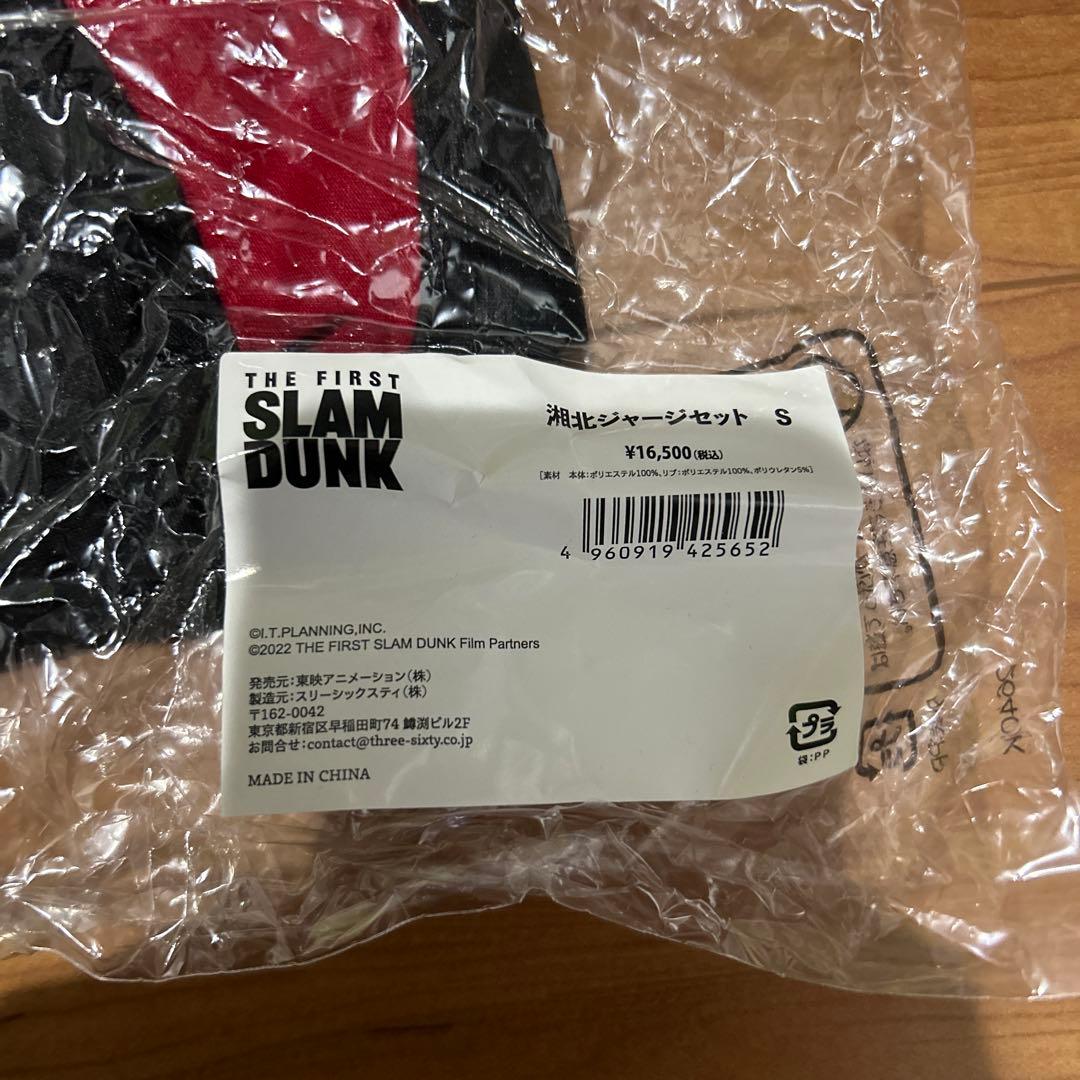 THE FIRST
SLAM
DUNK
湘北ジャージセット S
¥16,500(税込)
[素材 本体:ポリエステル100%、リブ:ポリエステル100%、ポリウレタン5%]
4 960919 425652
©I.T.PLANNING,INC.
©2022 THE FIRST SLAM DUNK Film Partners
発売元:東映アニメーション(株)
製造元:スリーシックスティ(株)
〒162-0042
東京都新宿区早稲田町74 鱒渕ビル2F
お問合せ:contact@three-sixty.co.jp
MADE IN CHINA
プラ
袋:PP
プラ